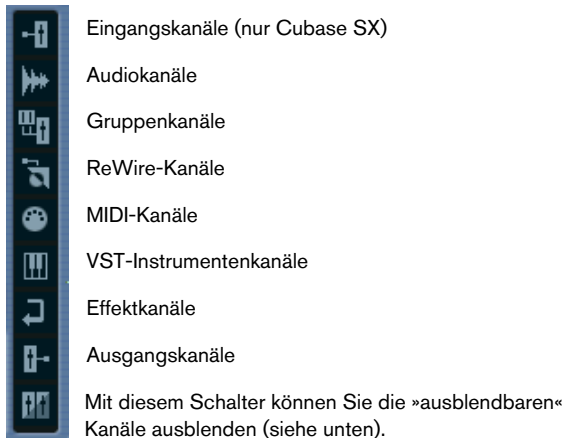 Eingangskanäle (nur Cubase SX)
Audiokanäle
Gruppenkanäle
ReWire-Kanäle
MIDI-Kanäle
VST-Instrumentenkanäle
Effektkanäle
Ausgangskanäle
Mit diesem Schalter können Sie die »ausblendbaren«
Kanäle ausblenden (siehe unten).